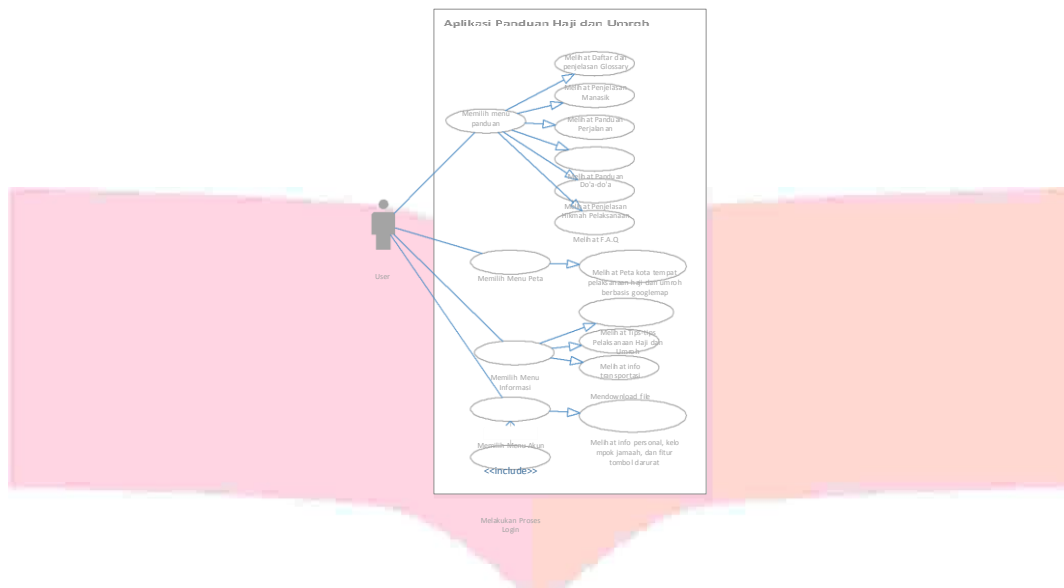 Aplikasi Panduan Haji dan Umroh
Melihat Daftar dan
penjelasan Glossary
Melihat Penjelasan
Manasik
Memilih menu
panduan
Melihat Panduan
Perjalanan
Melihat Panduan
Do'a-do'a
Melihat Penjelasan
Hikmah Pelaksanaan
Melihat F.A.Q
User
Memilih Menu Peta
Melihat Peta kota tempat
pelaksanaan haji dan umroh
berbasis googlemap
Melihat Tips-tips
Pelaksanaan Haji dan
Umroh
Memilih Menu
Informasi
Melihat info
transportasi
Mendownload file
Memilih Menu Akun
Melihat info personal, kelo
mpok jamaah, dan fitur
tombol darurat
<<include>>
Melakukan Proses
Login